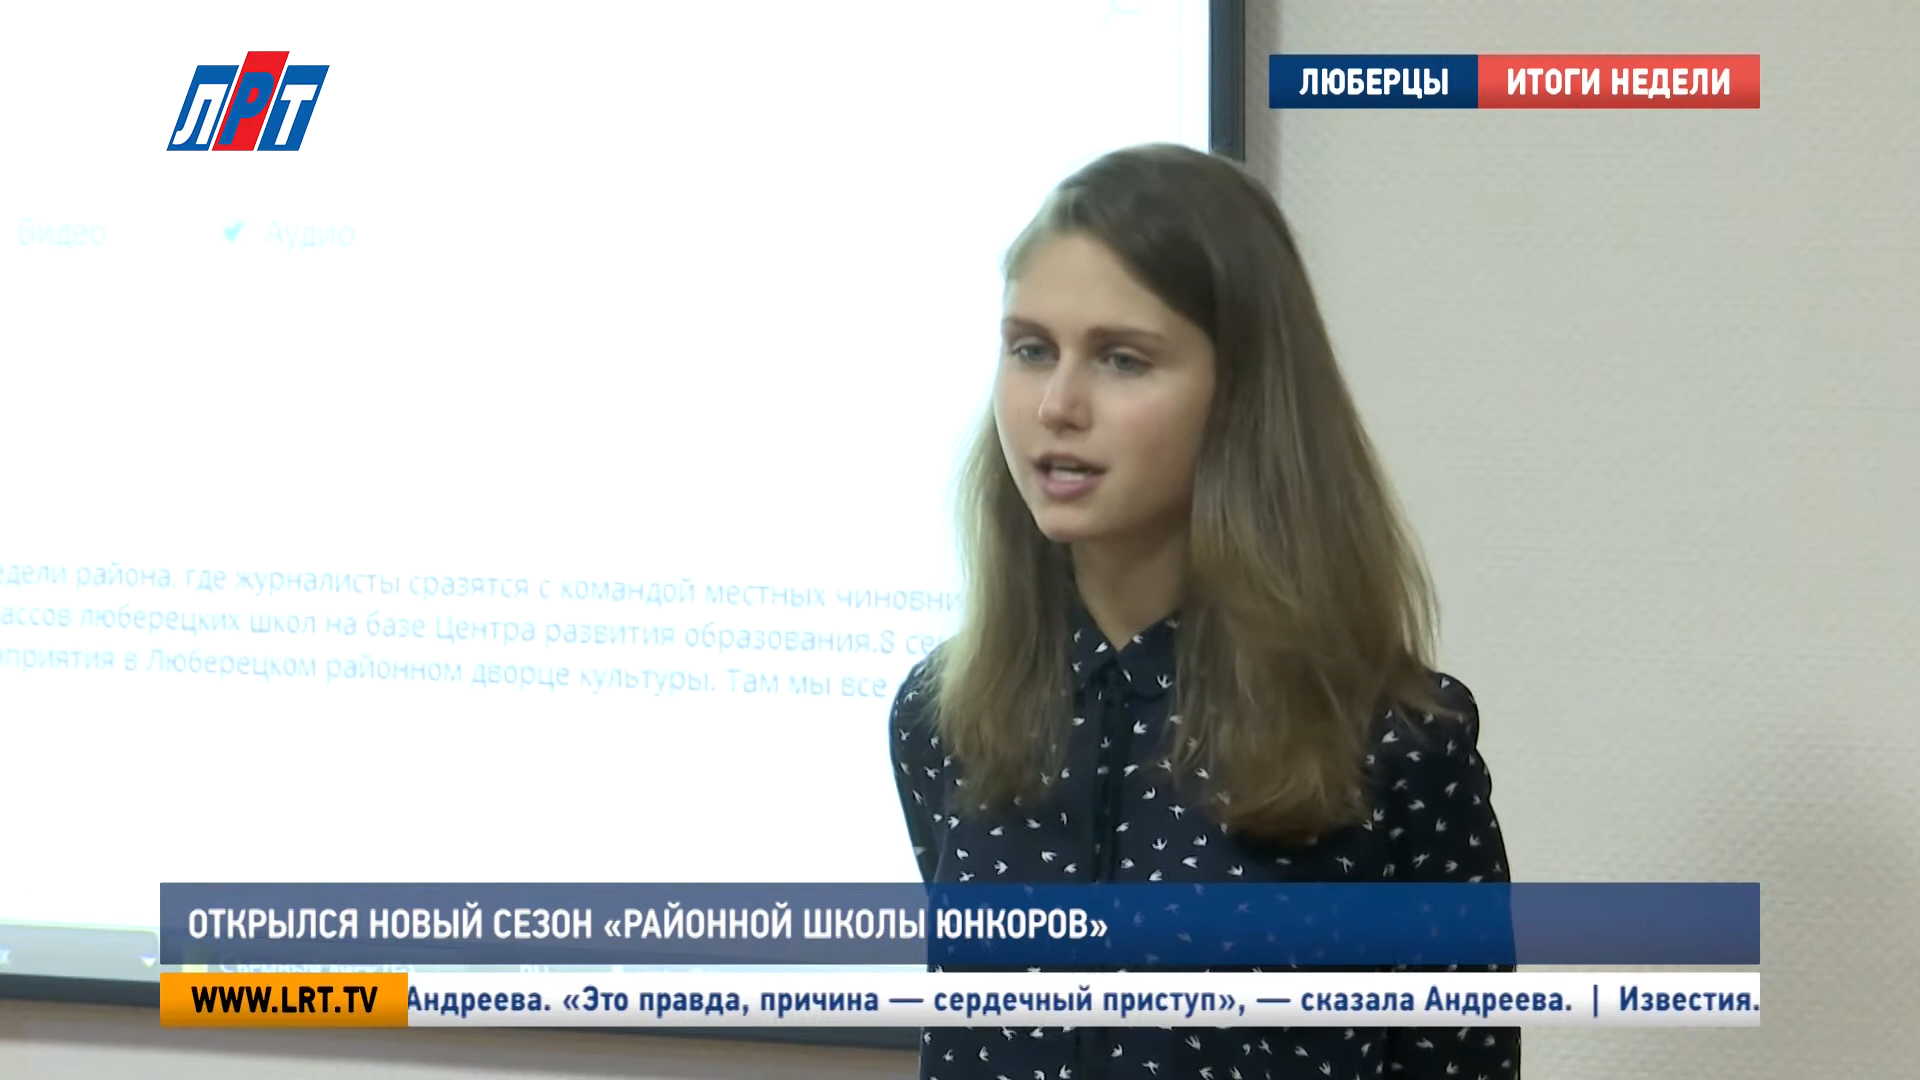 ЛРТ
ЛЮБЕРЦЫ ИТОГИ НЕДЕЛИ
Видео ✔ Аудио
едели района, где журналисты сразятся с командой местных чиновни
ассов люберецких школ на базе Центра развития образования.8 се
приятия в Люберецком районном дворце культуры. Там мы все
ОТКРЫЛСЯ НОВЫЙ СЕЗОН «РАЙОННОЙ ШКОЛЫ ЮНКОРОВ»
WWW.LRT.TV Андреева. «Это правда, причина — сердечный приступ», — сказала Андреева. | Известия.